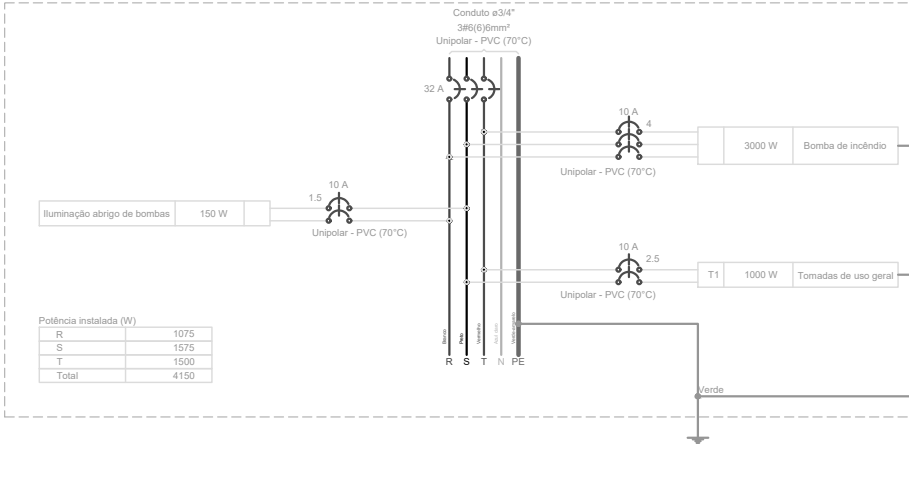 Conduto ø3/4"
3#6(6)6mm²
Unipolar - PVC (70°C)
32 A
10 A
4
3000 W
Bomba de incêndio
Unipolar - PVC (70°C)
10 A
1.5
Iluminação abrigo de bombas
150 W
Unipolar - PVC (70°C)
10 A
2.5
T1
1000 W
Tomadas de uso geral
Unipolar - PVC (70°C)
Potência instalada (W)
R 1075
S 1575
T 1500
Total 4150
Branco
Preto
Vermelho
Verde-amarelo
R S T N PE
Verde